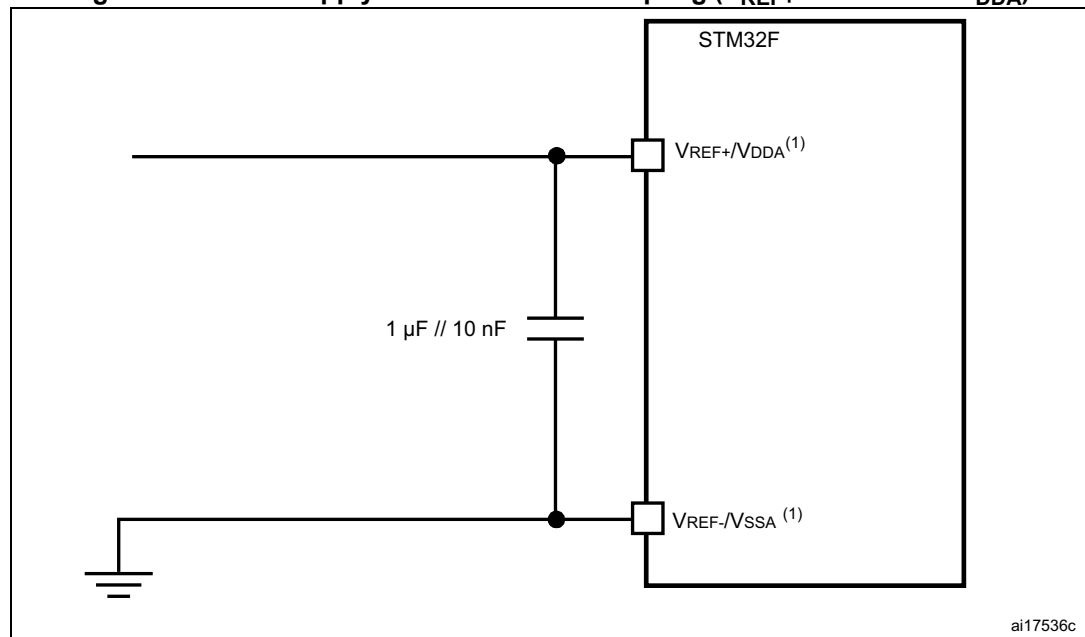 STM32F
VREF+/VDDA(1)
1 µF // 10 nF
VREF-/VSSA (1)
ai17536c